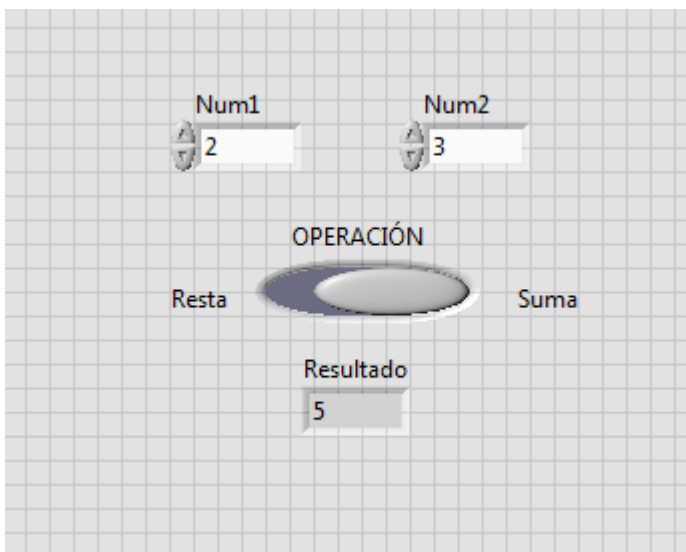 Num1 Num2
2 3
OPERACIÓN
Resta Suma
Resultado
5